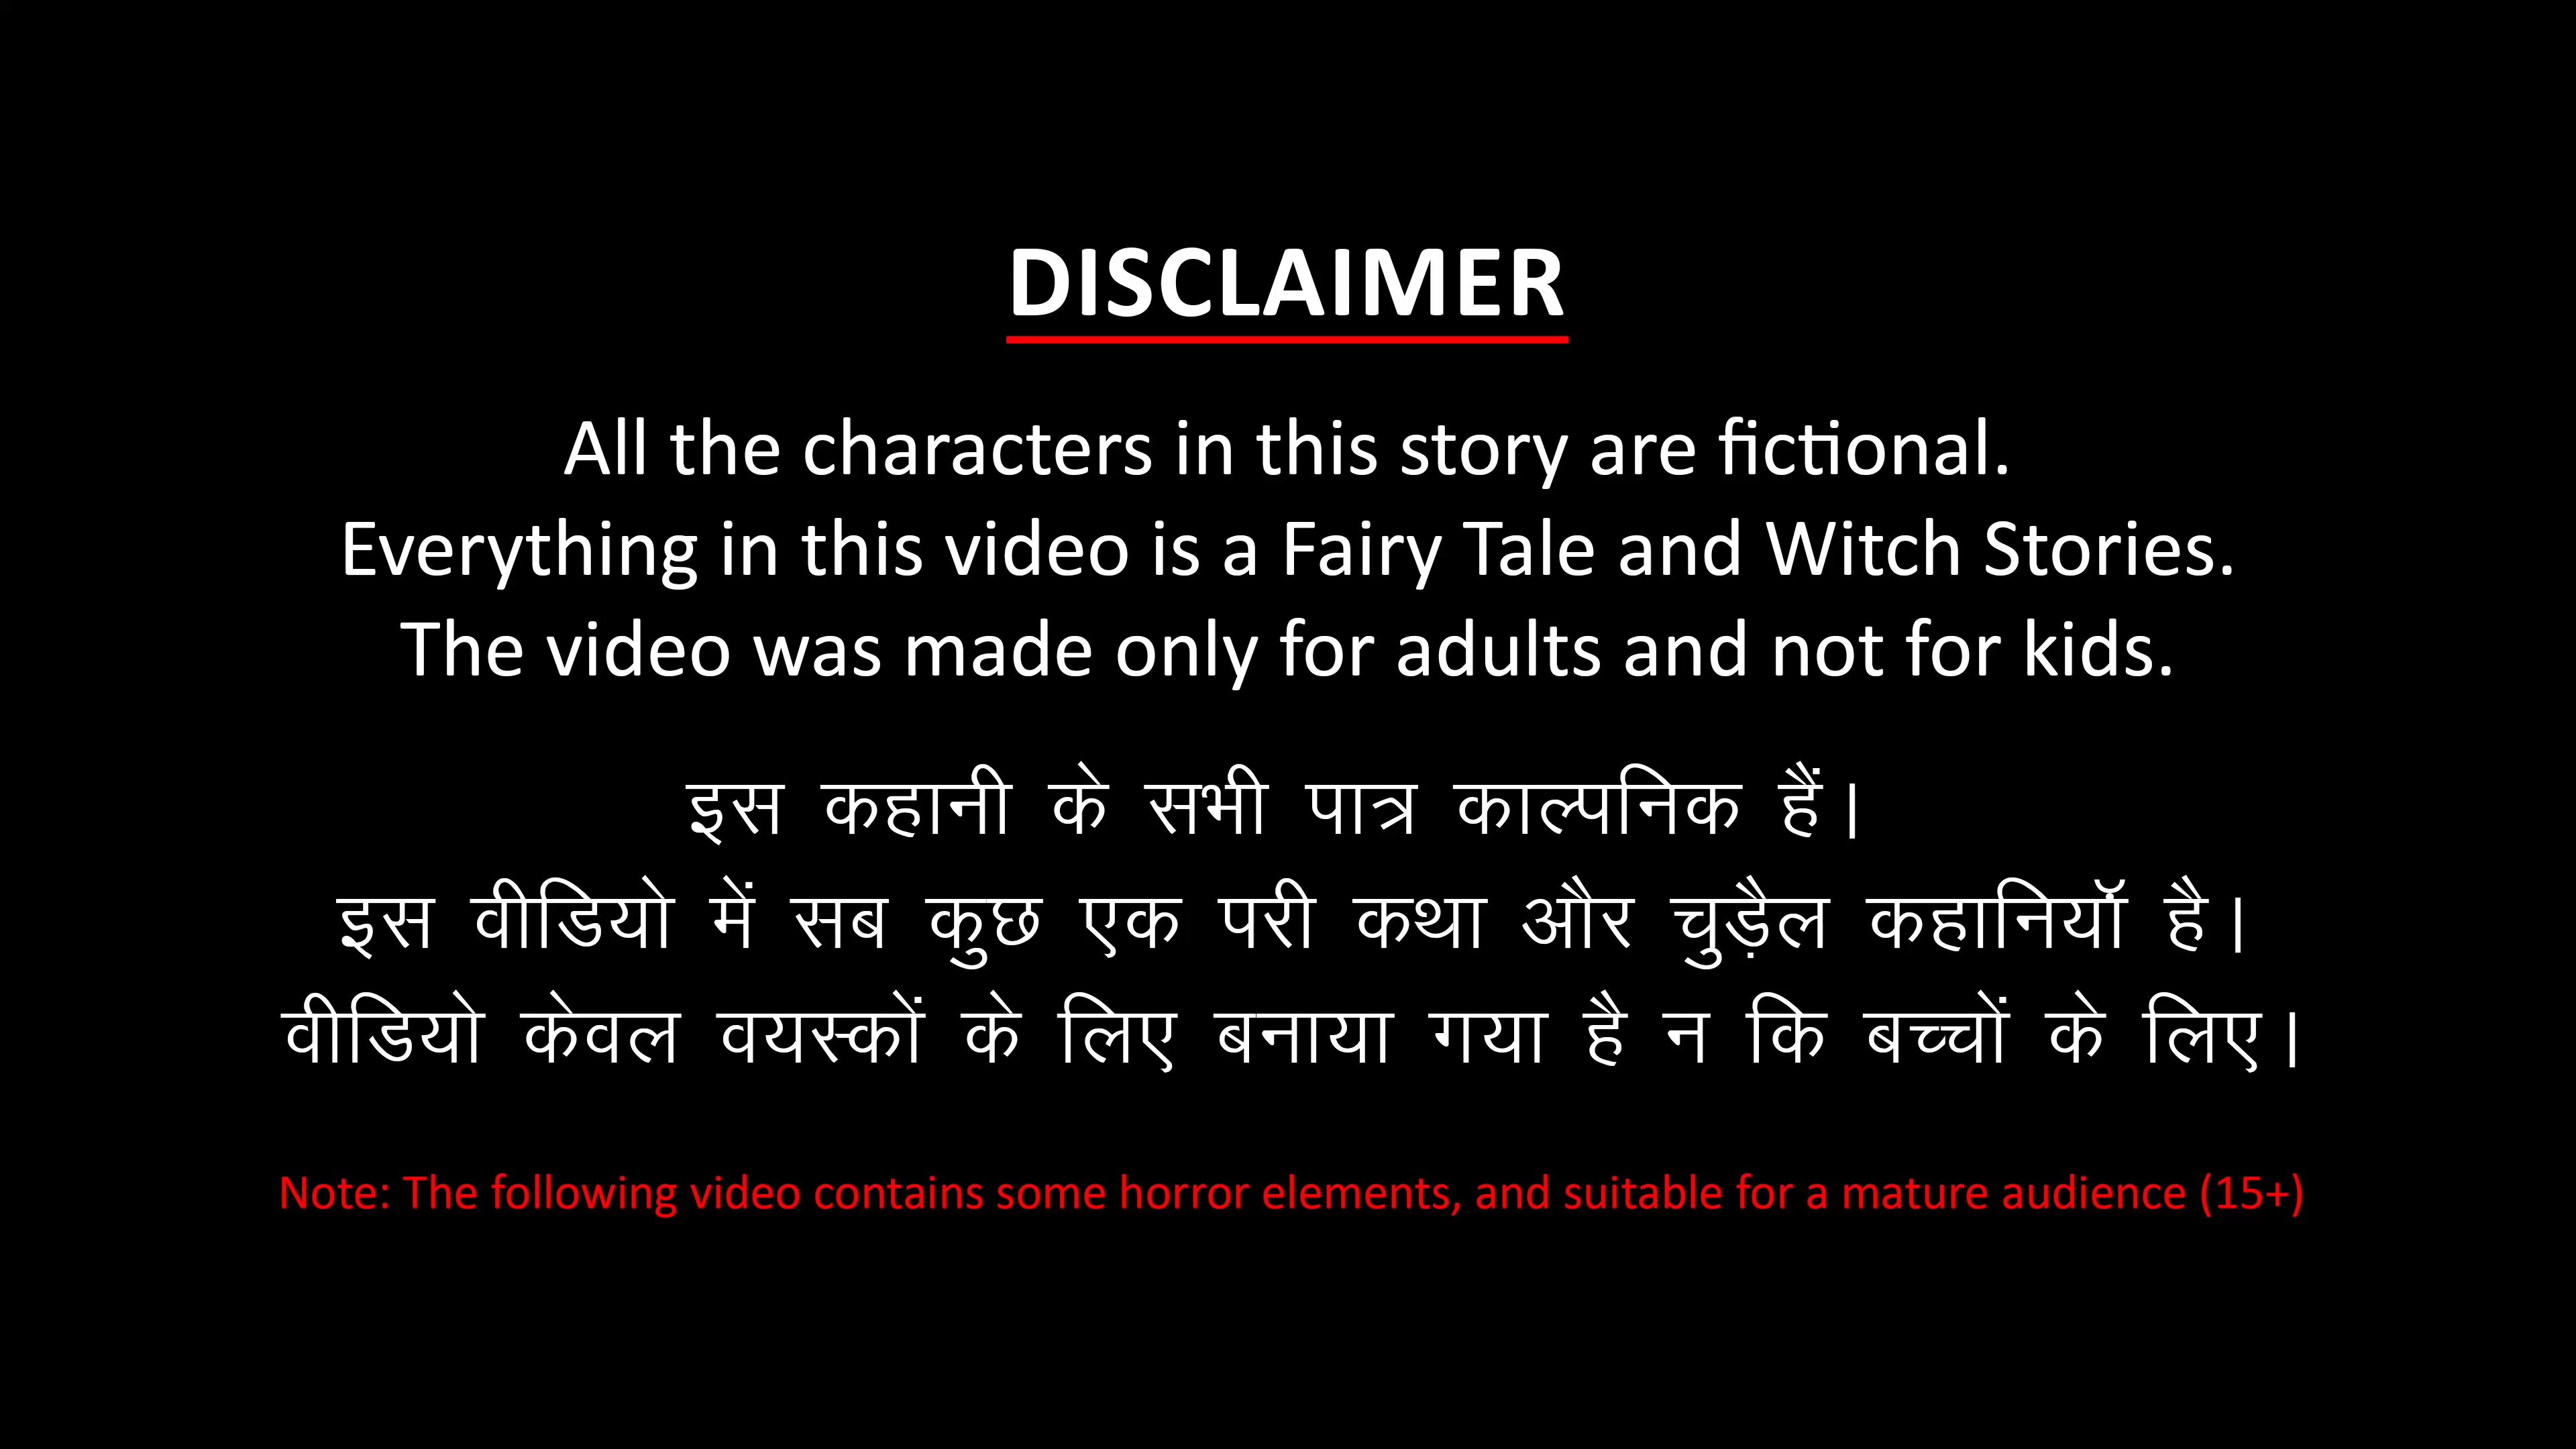 DISCLAIMER
All the characters in this story are fictional.
Everything in this video is a Fairy Tale and Witch Stories.
The video was made only for adults and not for kids.
इस कहानी के सभी पात्र काल्पनिक हैं।
इस वीडियो में सब कुछ एक परी कथा और चुड़ैल कहानियॉ है।
वीडियो केवल वयस्कों के लिए बनाया गया है न कि बच्चों के लिए।
Note: The following video contains some horror elements, and suitable for a mature audience (15+)